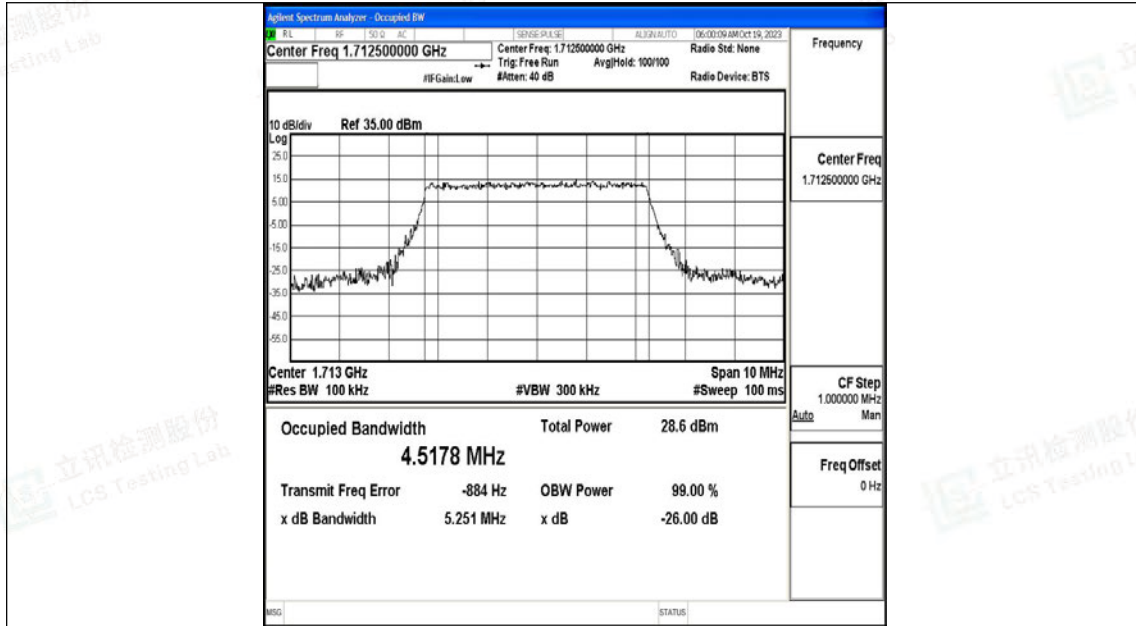 Agilent Spectrum Analyzer - Occupied BW
RL RF 50 Ω AC SENSE:PULSE ALIGN AUTO 06:00:09 AM Oct 19, 2023
Center Freq 1.712500000 GHz
Center Freq: 1.712500000 GHz
Radio Std: None
Trig: Free Run Avg|Hold: 100/100
#IFGain:Low
#Atten: 40 dB
Radio Device: BTS
10 dB/div Ref 35.00 dBm
Log
25.0
15.0
5.00
-5.00
-15.0
-25.0
-35.0
-45.0
-55.0
Center 1.713 GHz
Span 10 MHz
#Res BW 100 kHz
#VBW 300 kHz
#Sweep 100 ms
Occupied Bandwidth
Total Power 28.6 dBm
4.5178 MHz
Transmit Freq Error -884 Hz
OBW Power 99.00 %
x dB Bandwidth 5.251 MHz
x dB -26.00 dB
MSG
STATUS
Frequency
Center Freq
1.712500000 GHz
CF Step
1.000000 MHz
Auto Man
Freq Offset
0 Hz
立讯检测股份
LCS Testing Lab
立讯检测股份
LCS Testing